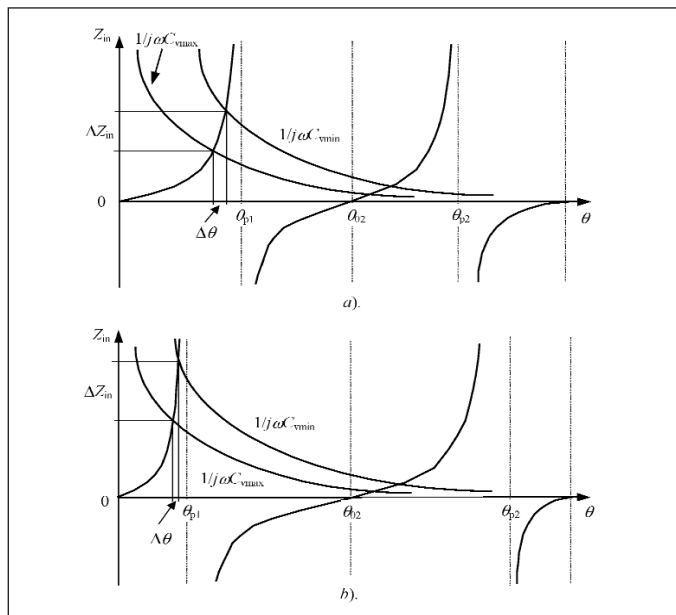 Z_in
1/jωC_vmax
ΔZ_in
1/jωC_vmin
0
θ_p1
θ_02
θ_p2
θ
Δθ
a).
Z_in
ΔZ_in
1/jωC_vmin
1/jωC_vmax
0
θ_p1
θ_02
θ_p2
θ
Δθ
b).